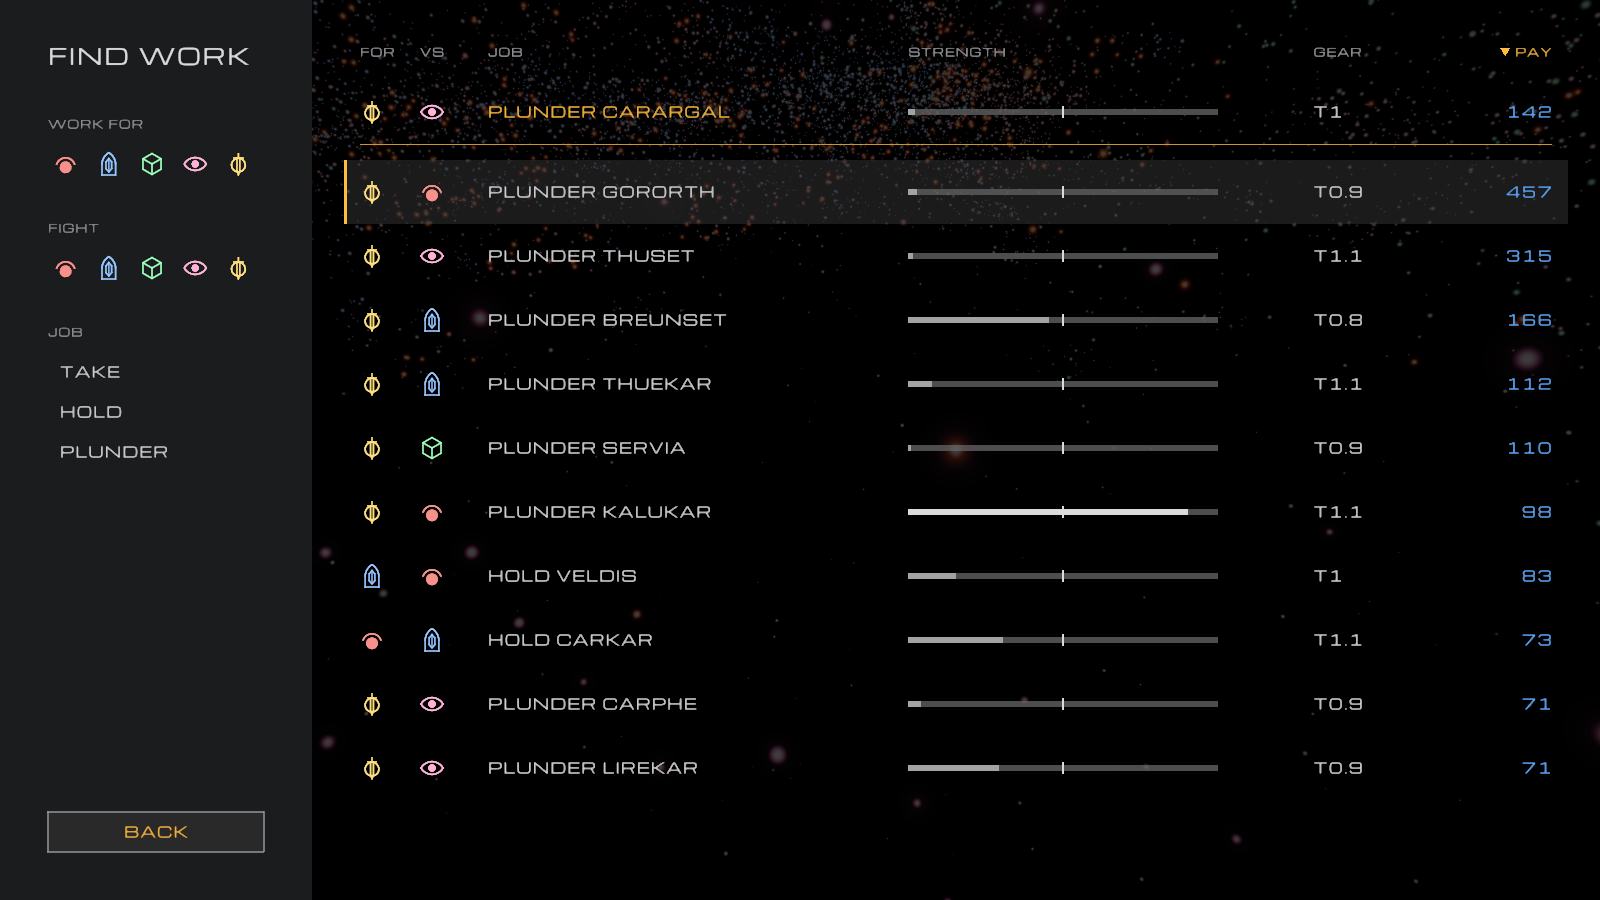 FIND WORK
WORK FOR
FIGHT
JOB
TAKE
HOLD
PLUNDER
BACK
FOR VS JOB STRENGTH GEAR PAY
PLUNDER CARARGAL T1 142
PLUNDER GORORTH T0.9 457
PLUNDER THUSET T1.1 315
PLUNDER BREUNSET T0.8 166
PLUNDER THUEKAR T1.1 112
PLUNDER SERVIA T0.9 110
PLUNDER KALUKAR T1.1 98
HOLD VELDIS T1 83
HOLD CARKAR T1.1 73
PLUNDER CARPHE T0.9 71
PLUNDER LIREKAR T0.9 71